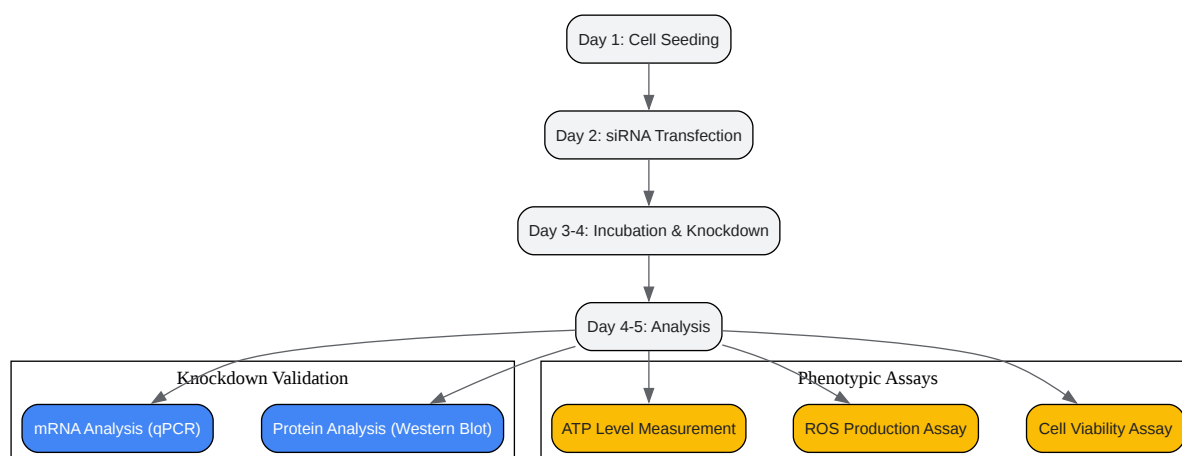 Day 1: Cell Seeding
Day 2: siRNA Transfection
Day 3-4: Incubation & Knockdown
Day 4-5: Analysis
Knockdown Validation
Phenotypic Assays
mRNA Analysis (qPCR)
Protein Analysis (Western Blot)
ATP Level Measurement
ROS Production Assay
Cell Viability Assay